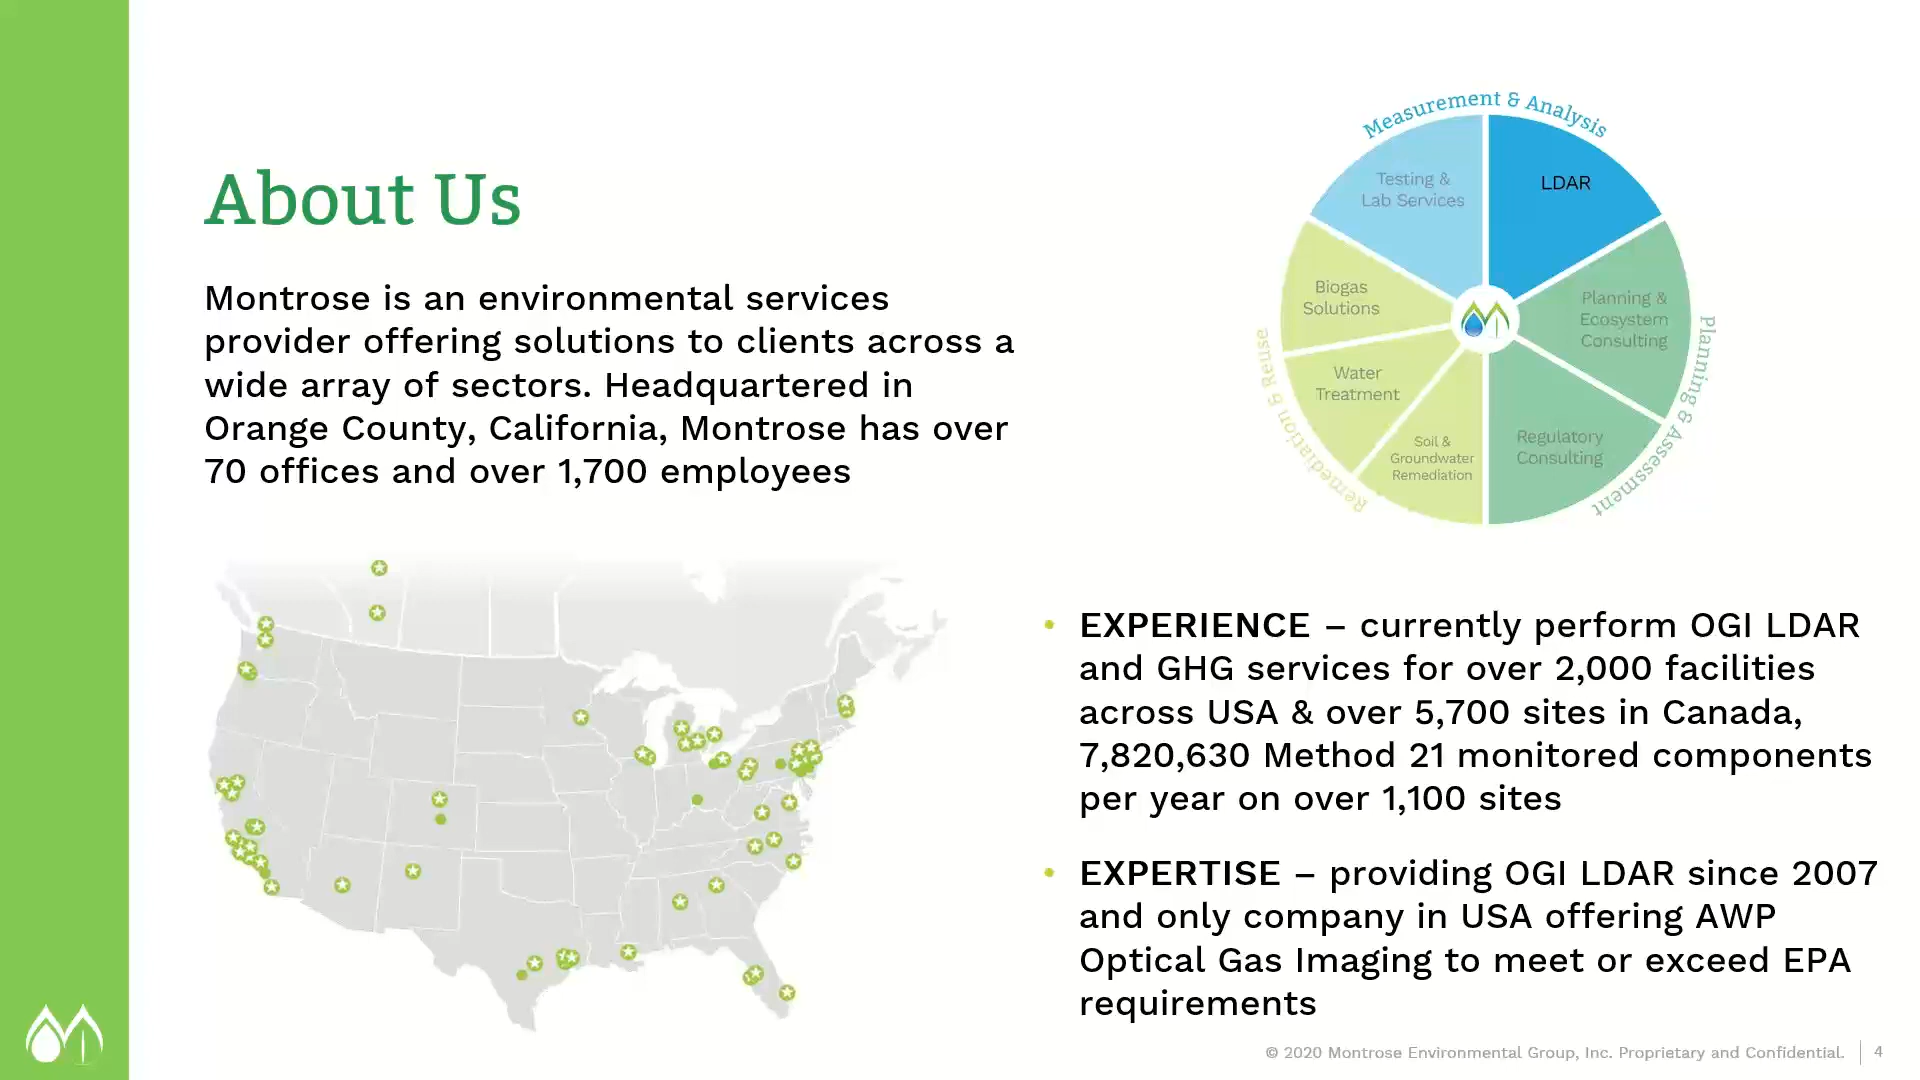 About Us
Montrose is an environmental services
provider offering solutions to clients across a
wide array of sectors. Headquartered in
Orange County, California, Montrose has over
70 offices and over 1,700 employees
Measurement & Analysis
Testing &
Lab Services
LDAR
Biogas
Solutions
Planning &
Ecosystem
Consulting
Water
Treatment
Soil &
Groundwater
Remediation
Regulatory
Consulting
Remediation & Reuse
Planning & Assessment
• EXPERIENCE – currently perform OGI LDAR
and GHG services for over 2,000 facilities
across USA & over 5,700 sites in Canada,
7,820,630 Method 21 monitored components
per year on over 1,100 sites
• EXPERTISE – providing OGI LDAR since 2007
and only company in USA offering AWP
Optical Gas Imaging to meet or exceed EPA
requirements
© 2020 Montrose Environmental Group, Inc. Proprietary and Confidential. | 4